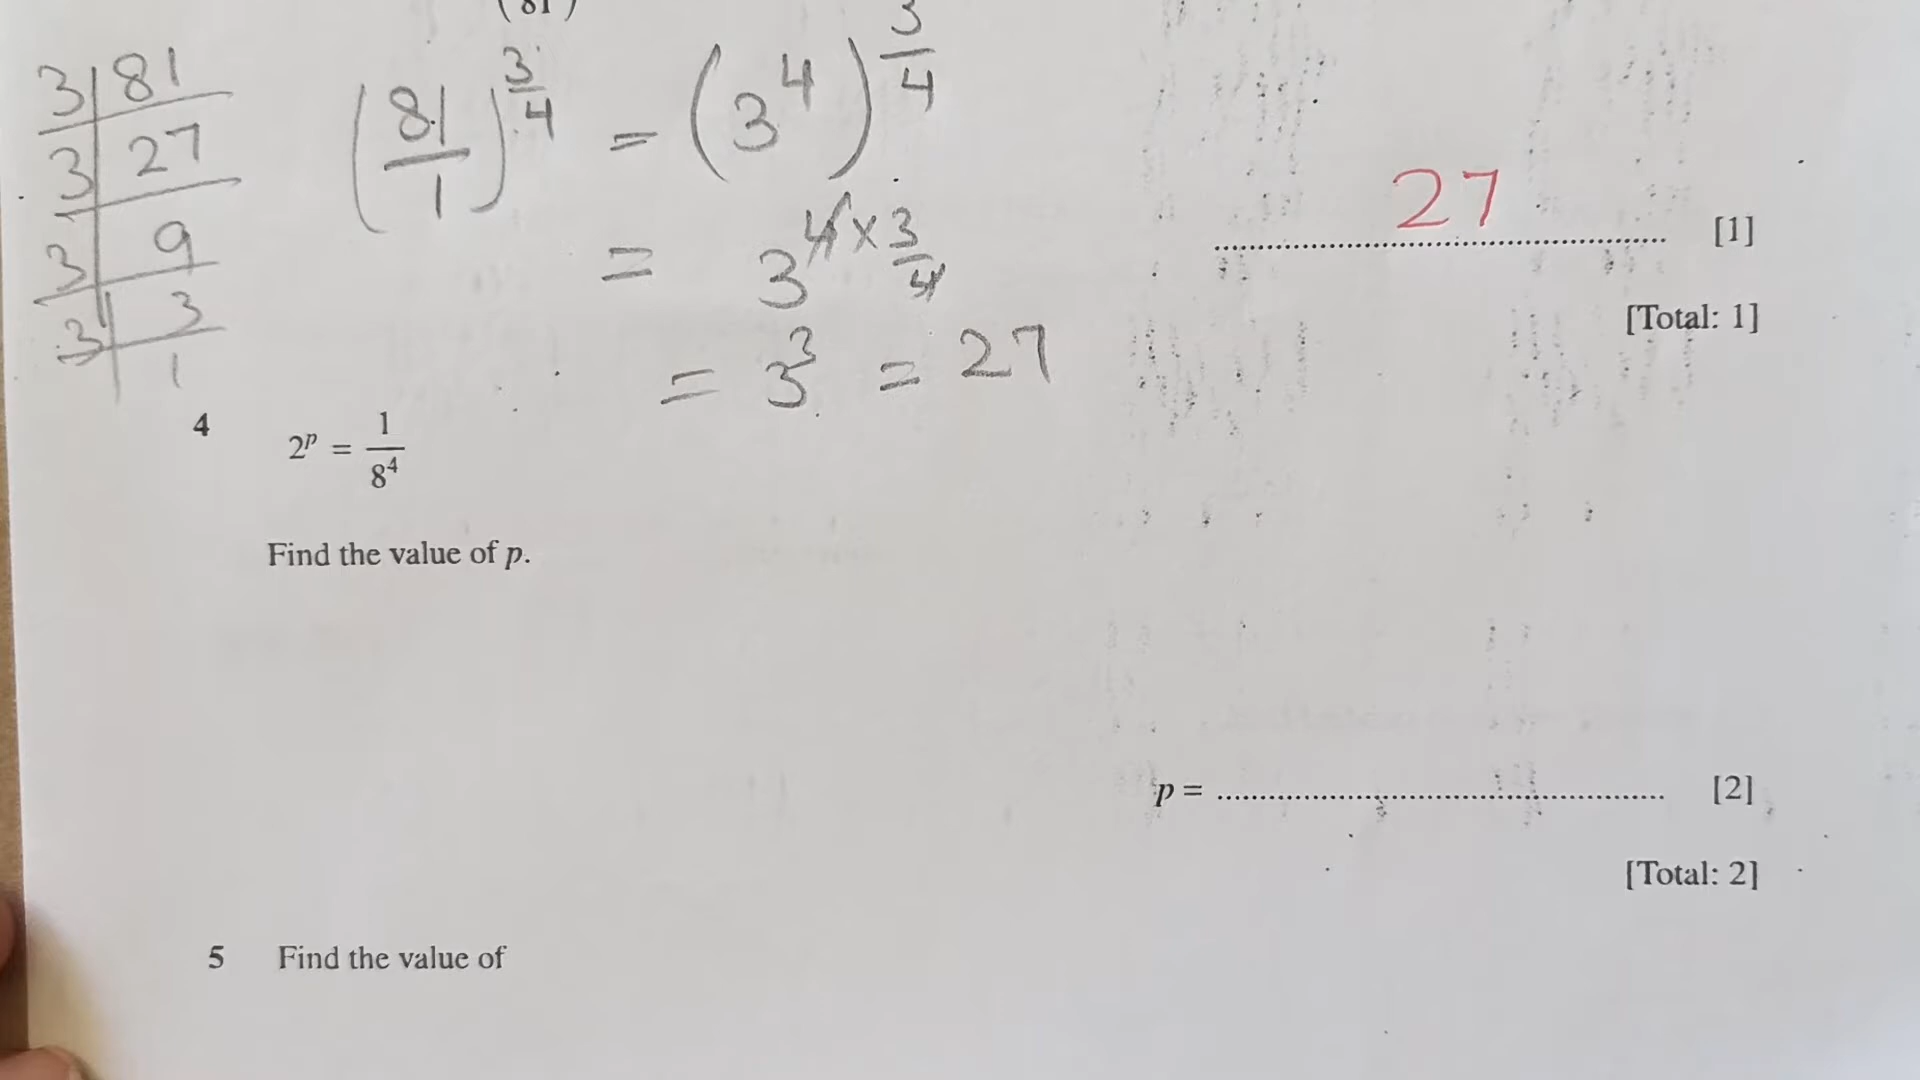 3 | 81
3 | 27
3 | 9
3 | 3
1
(81/1)^(3/4) = (3^4)^(3/4)
= 3^(4 × 3/4)
= 3^3 = 27
27 [1]
[Total: 1]
4 2^p = 1/8^4
Find the value of p.
p = ........................................................ [2]
[Total: 2]
5 Find the value of